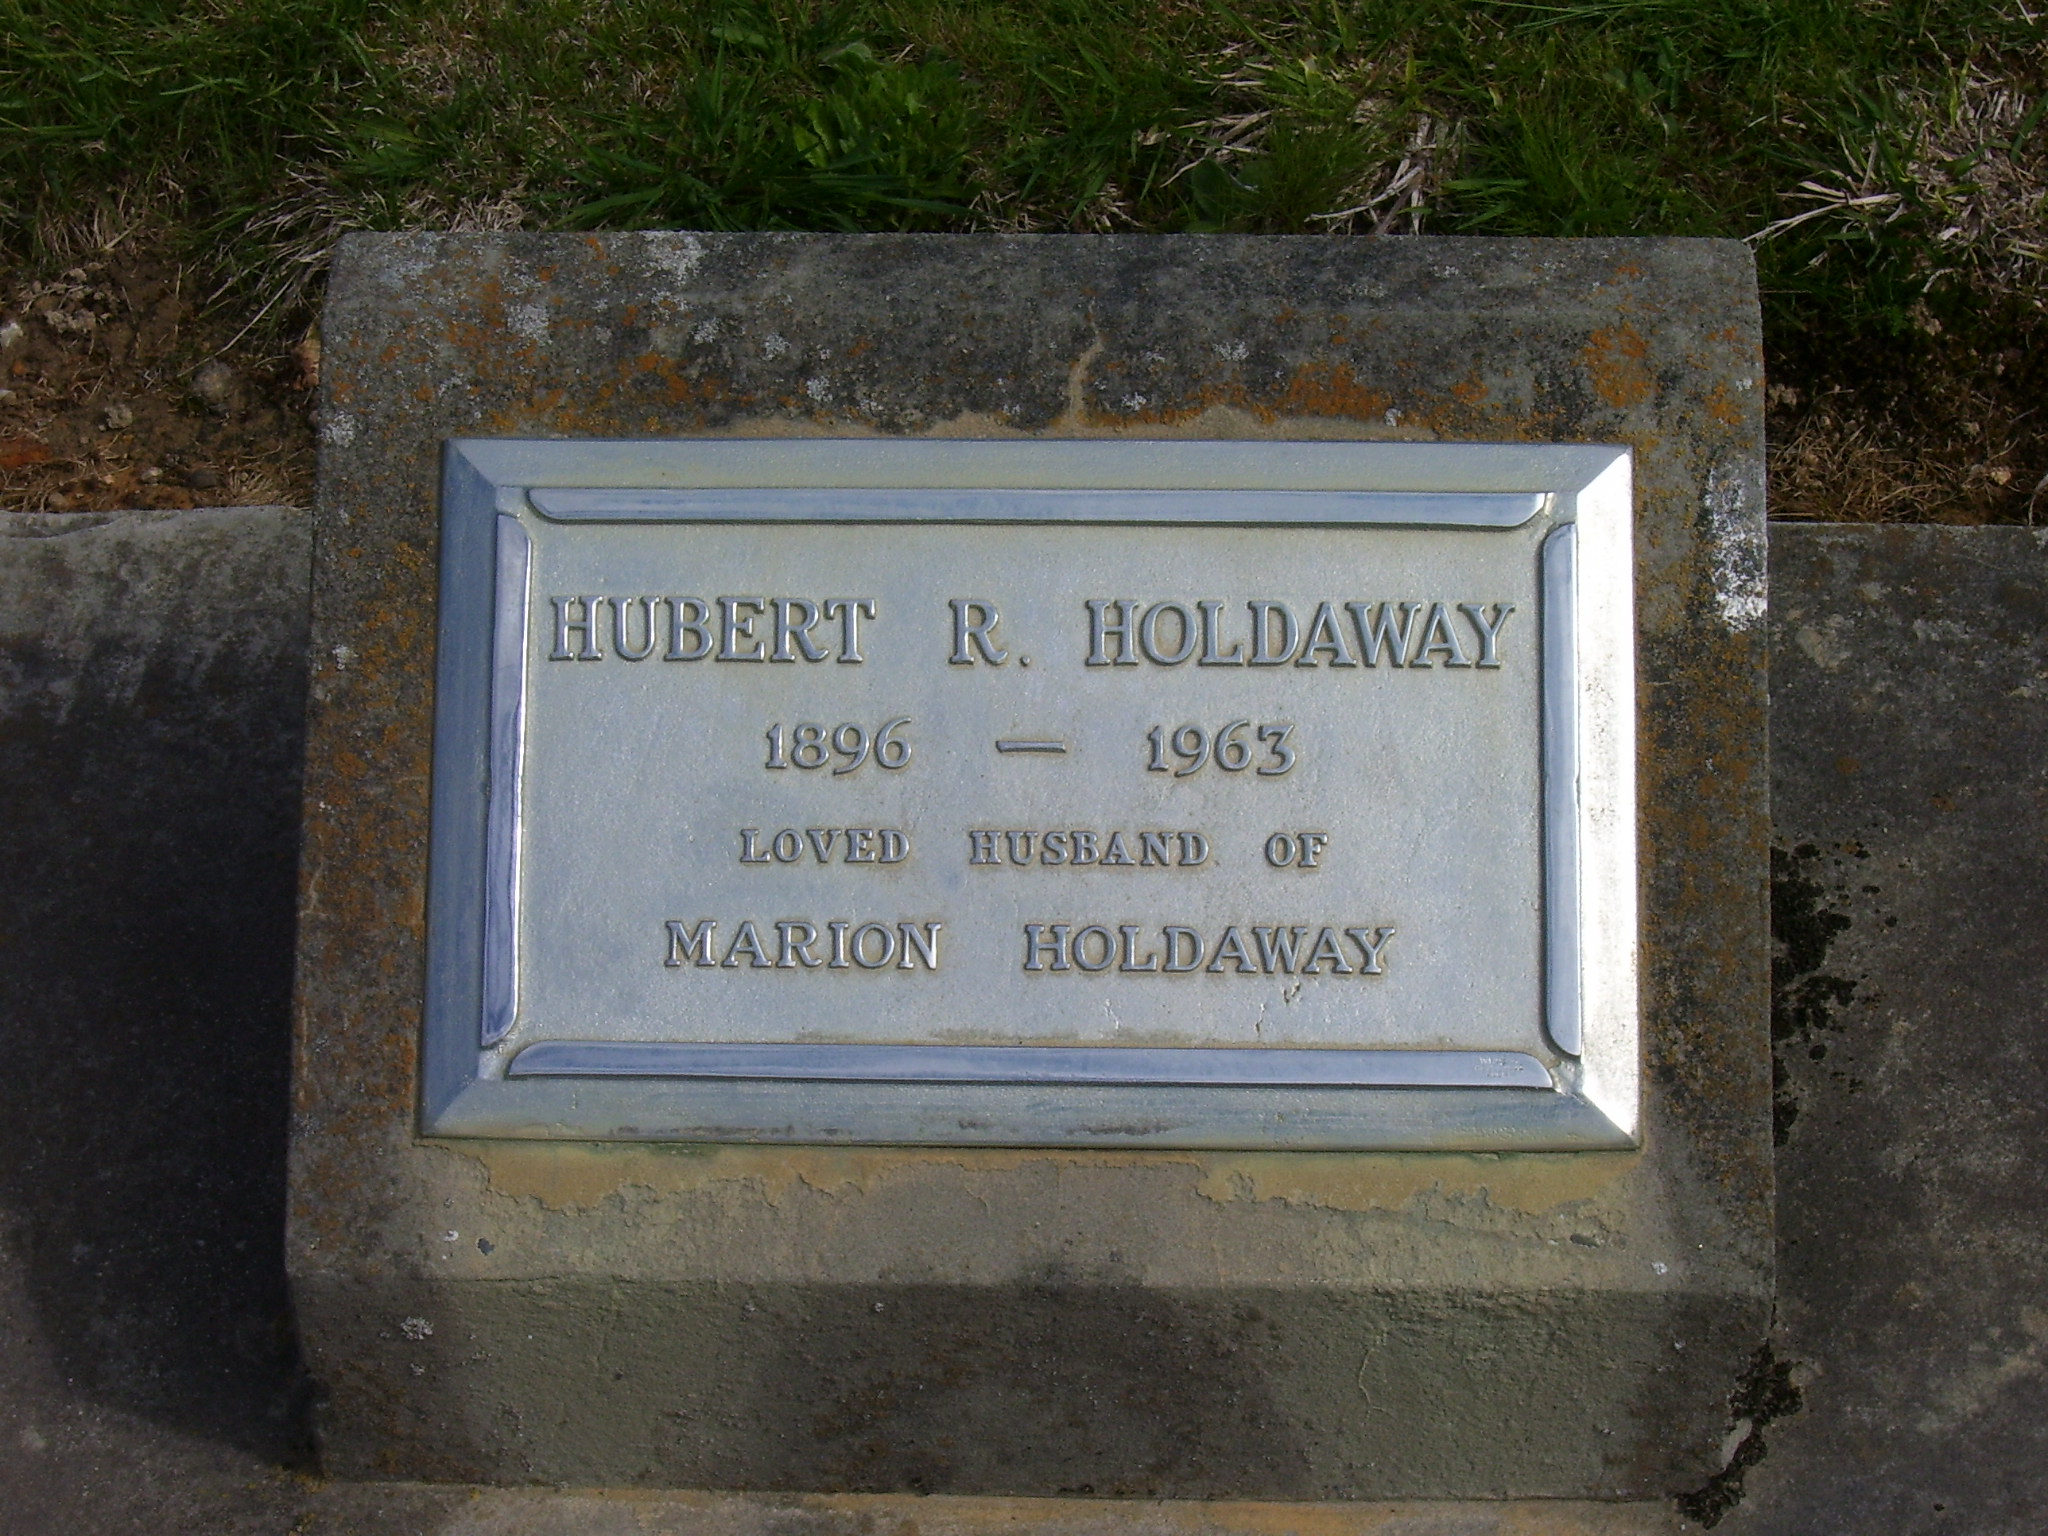 HUBERT R. HOLDAWAY
1896 — 1963
LOVED HUSBAND OF
MARION HOLDAWAY